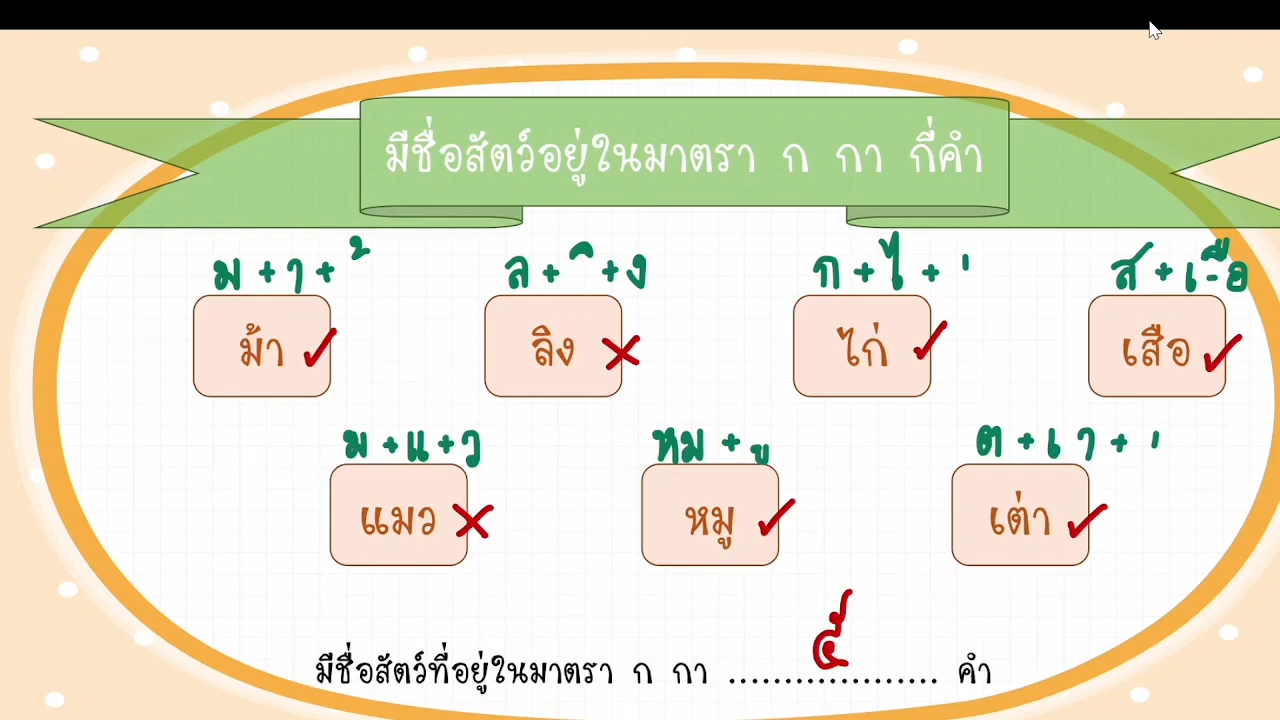 มีชื่อสัตว์อยู่ในมาตรา ก กา กี่คำ
ม + า + ้ ล + ิ + ง ก + ไ + ่ ส + เ-ือ
ม้า ✓ ลิง ✗ ไก่ ✓ เสือ ✓
ม + แ + ว หม + ู ต + เ า + ่
แมว ✗ หมู ✓ เต่า ✓
๕
มีชื่อสัตว์ที่อยู่ในมาตรา ก กา ................... คำ